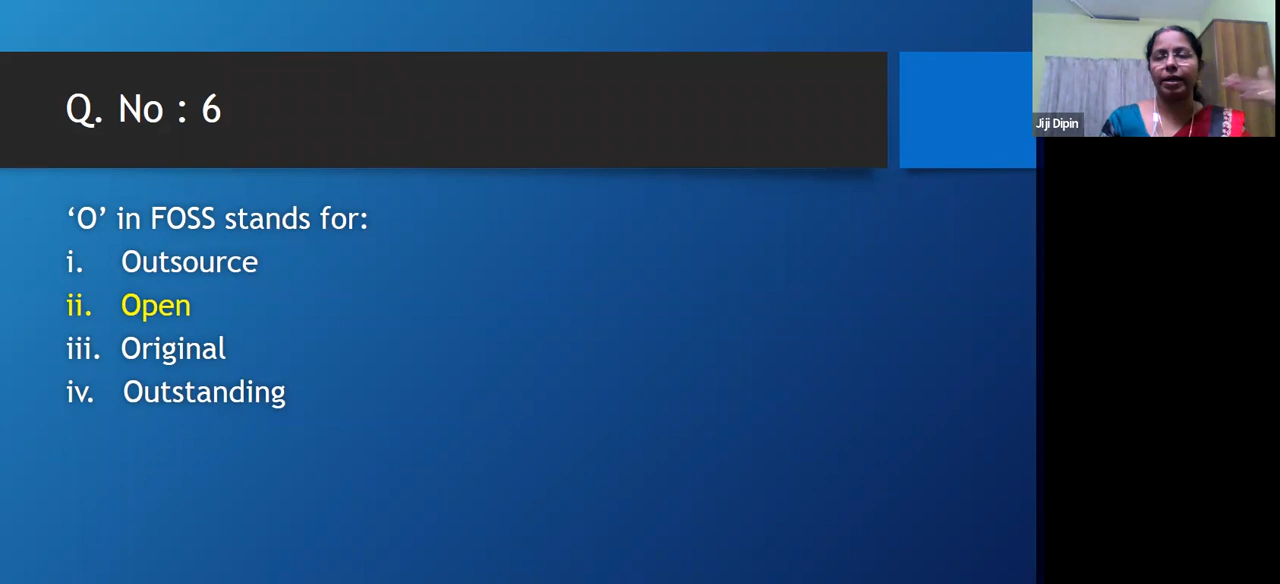 Q. No : 6
Jiji Dipin
‘O’ in FOSS stands for:
i. Outsource
ii. Open
iii. Original
iv. Outstanding